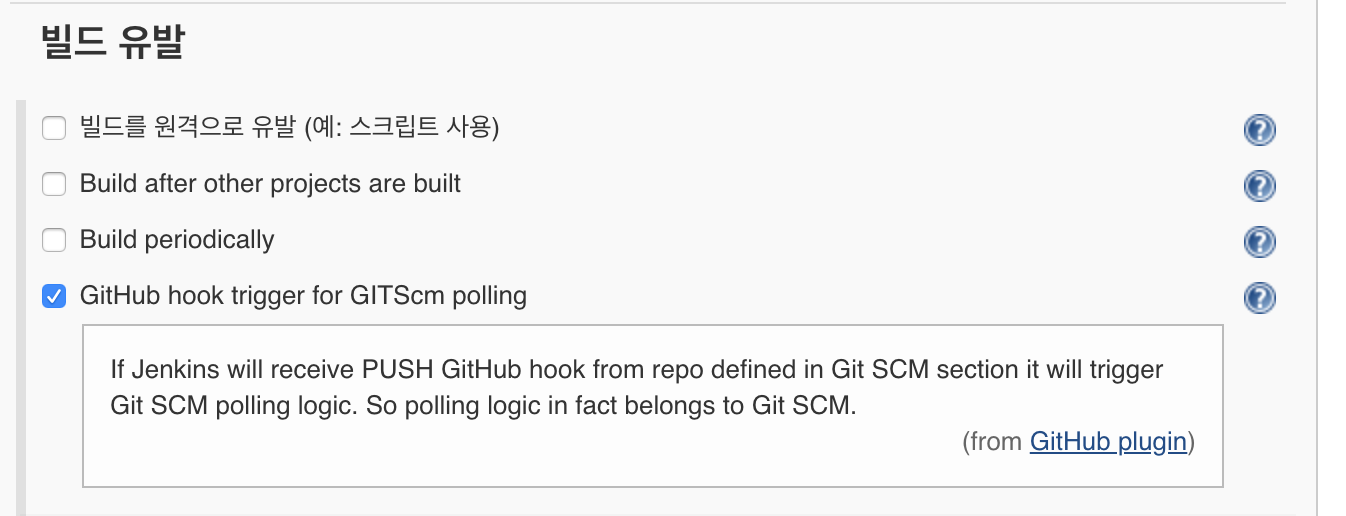 빌드 유발
빌드를 원격으로 유발 (예: 스크립트 사용)
Build after other projects are built
Build periodically
GitHub hook trigger for GITScm polling
If Jenkins will receive PUSH GitHub hook from repo defined in Git SCM section it will trigger
Git SCM polling logic. So polling logic in fact belongs to Git SCM.
(from GitHub plugin)